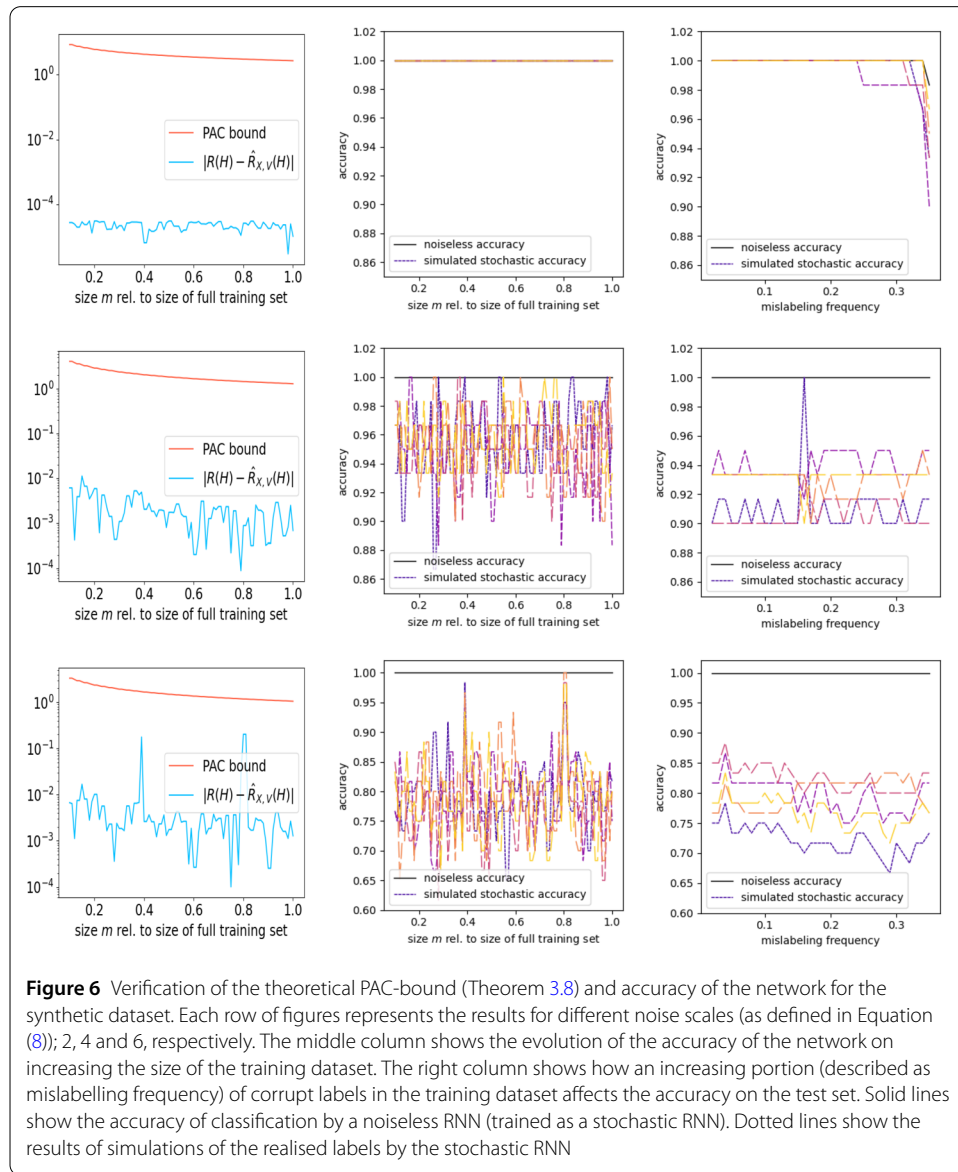 10⁰
10⁻²
10⁻⁴
PAC bound
|R(H) − R̂_{X,V}(H)|
0.2 0.4 0.6 0.8 1.0
size m rel. to size of full training set
1.02
1.00
0.98
0.96
0.94
0.92
0.90
0.88
0.86
accuracy
noiseless accuracy
simulated stochastic accuracy
0.2 0.4 0.6 0.8 1.0
size m rel. to size of full training set
1.02
1.00
0.98
0.96
0.94
0.92
0.90
0.88
0.86
accuracy
noiseless accuracy
simulated stochastic accuracy
0.1 0.3
mislabeling frequency
10⁰
10⁻¹
10⁻²
10⁻³
10⁻⁴
PAC bound
|R(H) − R̂_{X,V}(H)|
0.2 0.4 0.6 0.8 1.0
size m rel. to size of full training set
1.02
1.00
0.98
0.96
0.94
0.92
0.90
0.88
0.86
accuracy
noiseless accuracy
simulated stochastic accuracy
0.2 0.4 0.6 0.8 1.0
size m rel. to size of full training set
1.02
1.00
0.98
0.96
0.94
0.92
0.90
0.88
0.86
accuracy
noiseless accuracy
simulated stochastic accuracy
0.1 0.3
mislabeling frequency
10⁰
10⁻¹
10⁻²
10⁻³
10⁻⁴
PAC bound
|R(H) − R̂_{X,V}(H)|
0.2 0.4 0.6 0.8 1.0
size m rel. to size of full training set
1.00
0.95
0.90
0.85
0.80
0.75
0.70
0.65
0.60
accuracy
noiseless accuracy
simulated stochastic accuracy
0.2 0.4 0.6 0.8 1.0
size m rel. to size of full training set
1.00
0.95
0.90
0.85
0.80
0.75
0.70
0.65
0.60
accuracy
noiseless accuracy
simulated stochastic accuracy
0.1 0.3
mislabeling frequency
Figure 6 Verification of the theoretical PAC-bound (Theorem 3.8) and accuracy of the network for the
synthetic dataset. Each row of figures represents the results for different noise scales (as defined in Equation
(8)); 2, 4 and 6, respectively. The middle column shows the evolution of the accuracy of the network on
increasing the size of the training dataset. The right column shows how an increasing portion (described as
mislabelling frequency) of corrupt labels in the training dataset affects the accuracy on the test set. Solid lines
show the accuracy of classification by a noiseless RNN (trained as a stochastic RNN). Dotted lines show the
results of simulations of the realised labels by the stochastic RNN